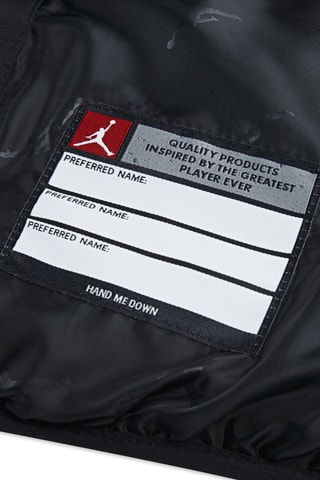 QUALITY PRODUCTS
INSPIRED BY THE GREATEST
PLAYER EVER
PREFERRED NAME:
PREFERRED NAME:
PREFERRED NAME:
HAND ME DOWN